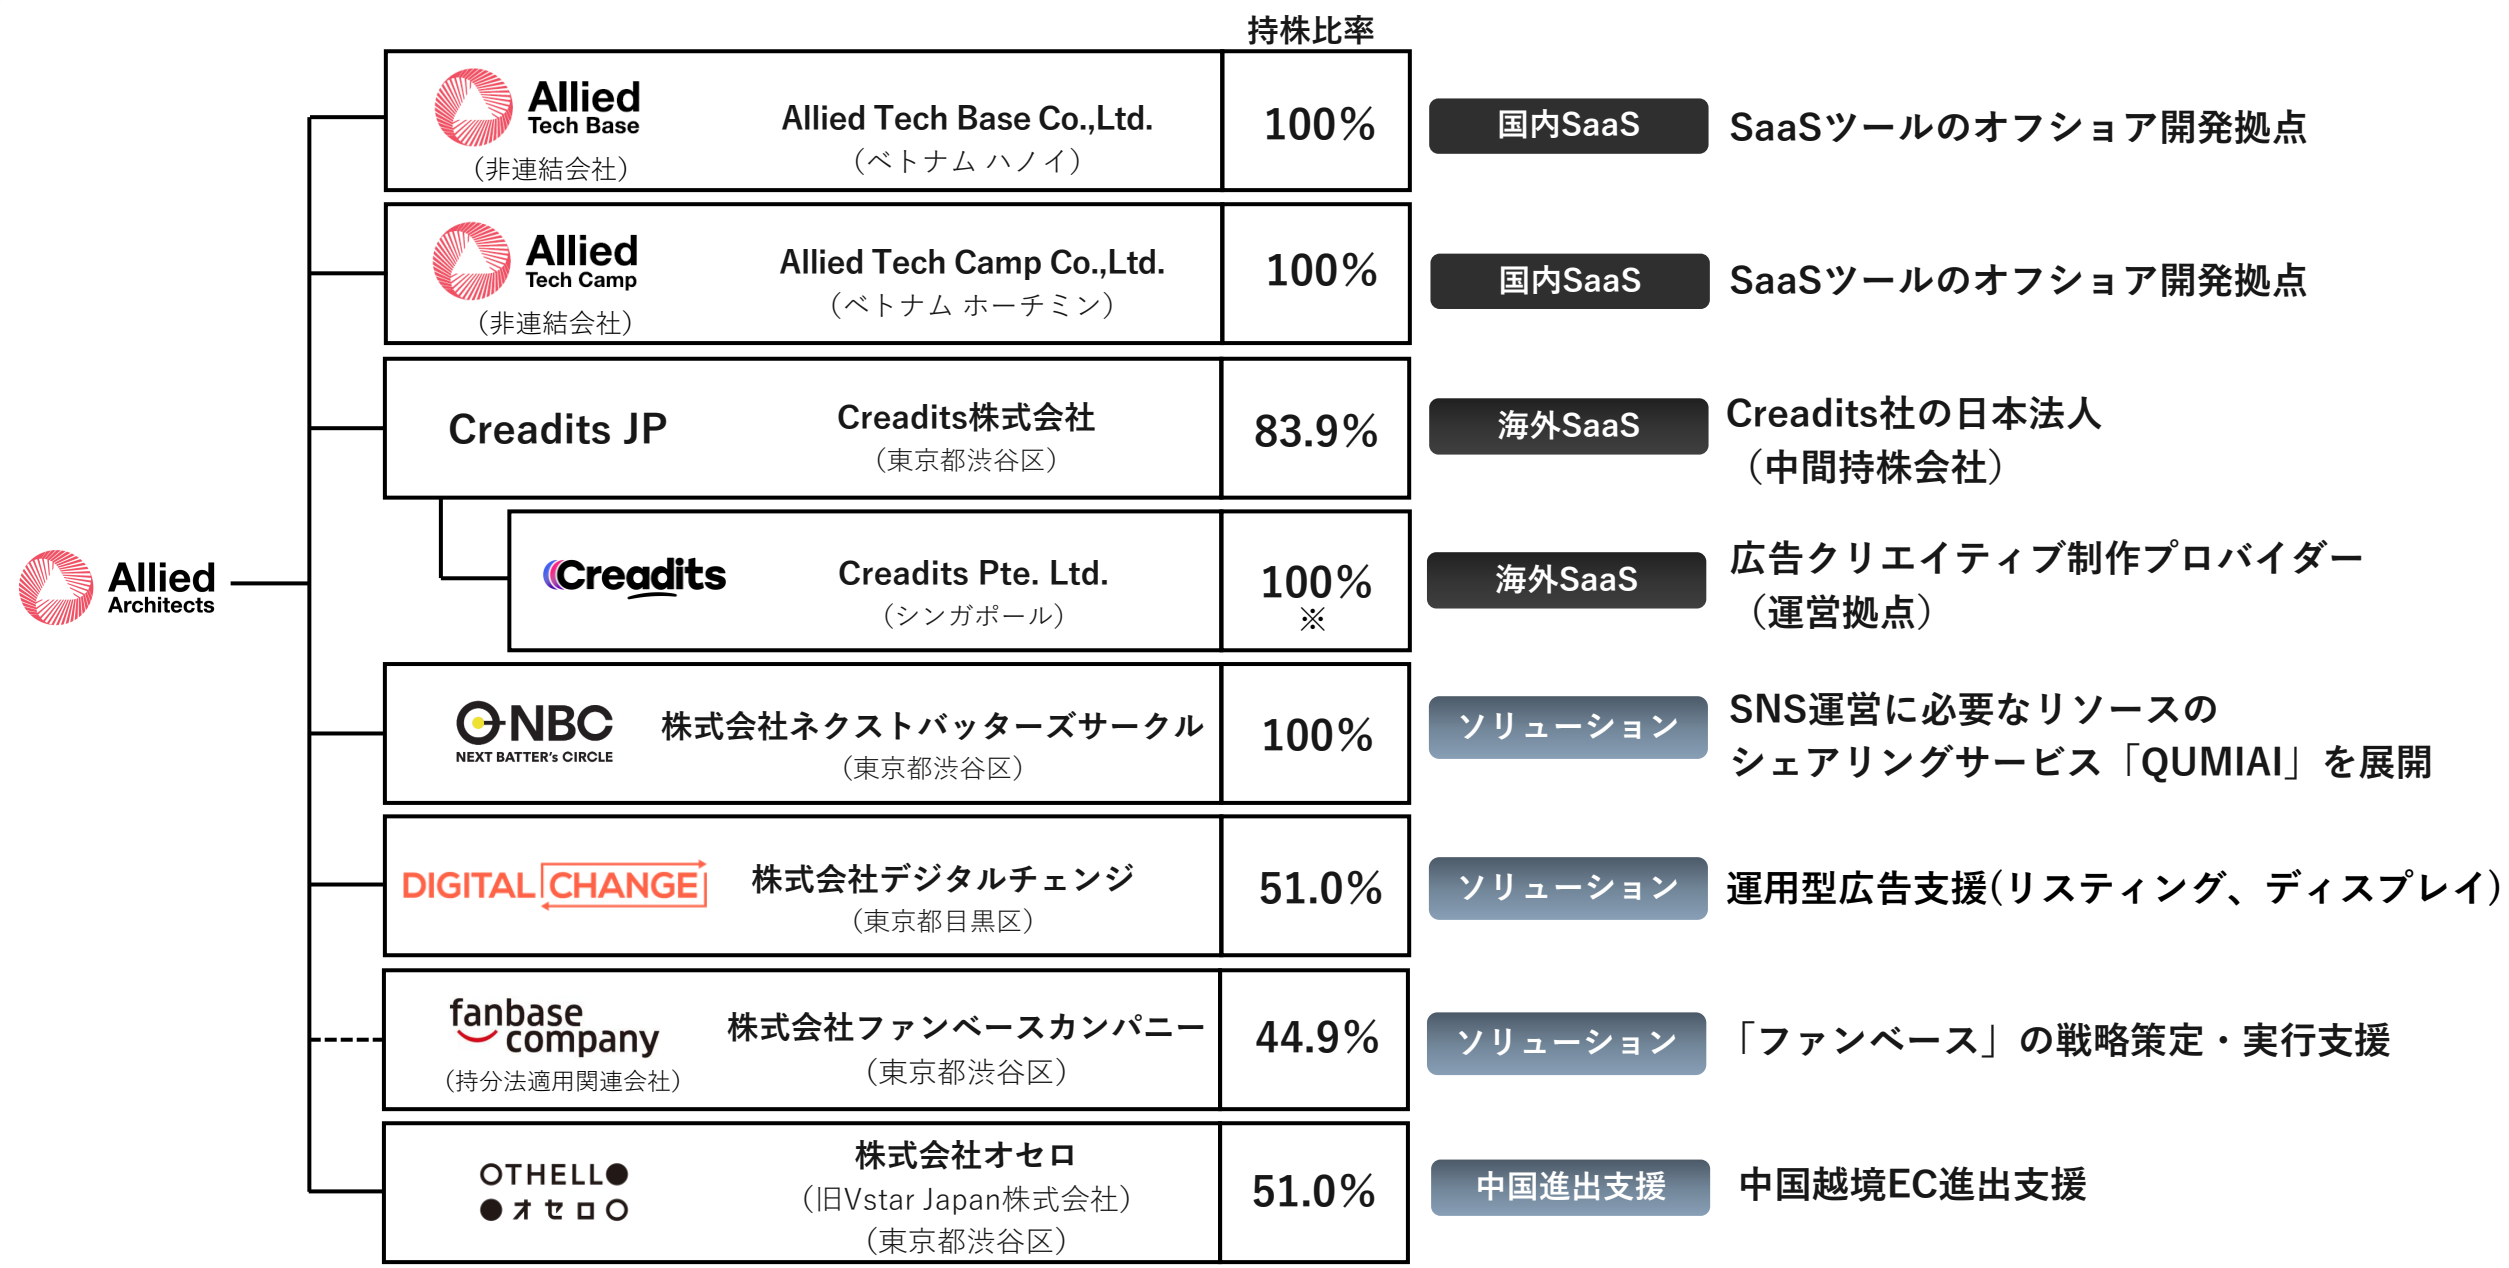 持株比率
Allied
Tech Base
（非連結会社）
Allied Tech Base Co.,Ltd.
（ベトナム ハノイ）
100％
国内SaaS
SaaSツールのオフショア開発拠点
Allied
Tech Camp
（非連結会社）
Allied Tech Camp Co.,Ltd.
（ベトナム ホーチミン）
100％
国内SaaS
SaaSツールのオフショア開発拠点
Creadits JP
Creadits株式会社
（東京都渋谷区）
83.9％
海外SaaS
Creadits社の日本法人
（中間持株会社）
Allied
Architects
Creadits
Creadits Pte. Ltd.
（シンガポール）
100％
※
海外SaaS
広告クリエイティブ制作プロバイダー
（運営拠点）
NBC
NEXT BATTER's CIRCLE
株式会社ネクストバッターズサークル
（東京都渋谷区）
100％
ソリューション
SNS運営に必要なリソースの
シェアリングサービス「QUMIAI」を展開
DIGITAL CHANGE
株式会社デジタルチェンジ
（東京都目黒区）
51.0％
ソリューション
運用型広告支援(リスティング、ディスプレイ)
fanbase
company
（持分法適用関連会社）
株式会社ファンベースカンパニー
（東京都渋谷区）
44.9％
ソリューション
「ファンベース」の戦略策定・実行支援
OTHELLO
オセロ
株式会社オセロ
（旧Vstar Japan株式会社）
（東京都渋谷区）
51.0％
中国進出支援
中国越境EC進出支援